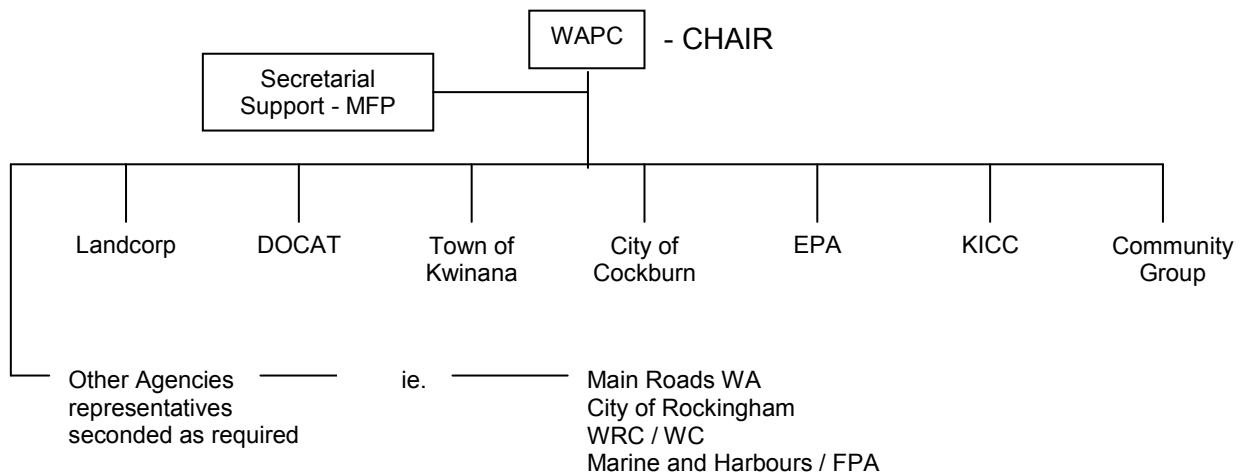 WAPC - CHAIR
Secretarial
Support - MFP
Landcorp
DOCAT
Town of
Kwinana
City of
Cockburn
EPA
KICC
Community
Group
Other Agencies
representatives
seconded as required
ie.
Main Roads WA
City of Rockingham
WRC / WC
Marine and Harbours / FPA